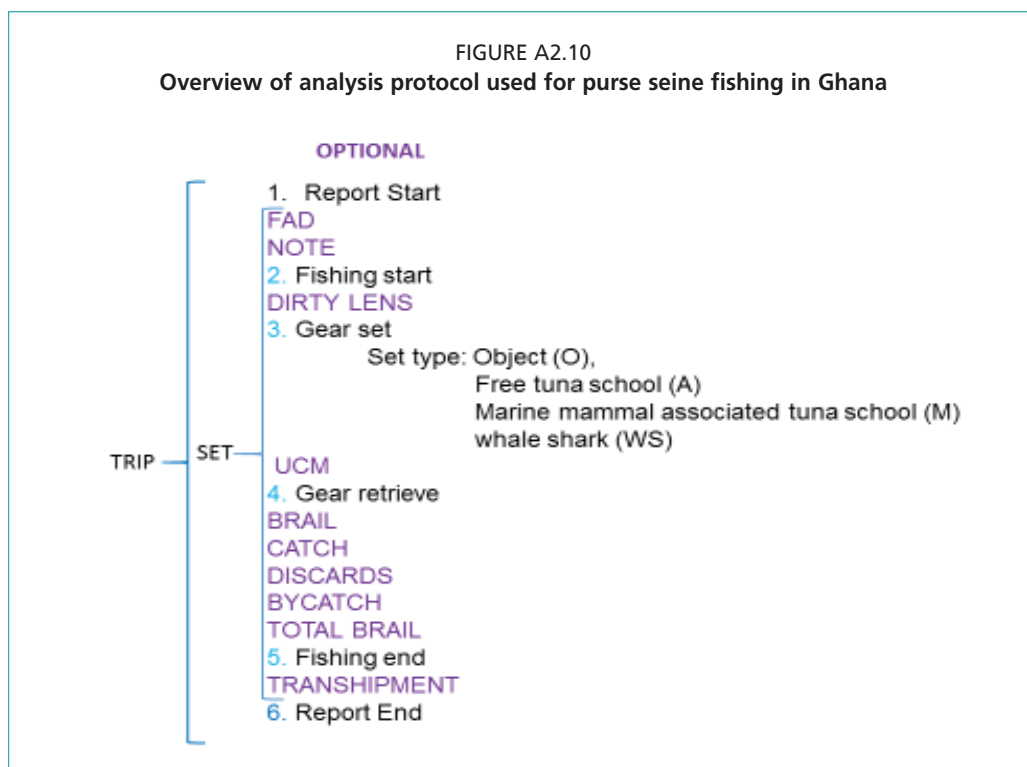 FIGURE A2.10
Overview of analysis protocol used for purse seine fishing in Ghana
OPTIONAL
1. Report Start
FAD
NOTE
2. Fishing start
DIRTY LENS
3. Gear set
Set type: Object (O),
Free tuna school (A)
Marine mammal associated tuna school (M)
whale shark (WS)
TRIP
SET
UCM
4. Gear retrieve
BRAIL
CATCH
DISCARDS
BYCATCH
TOTAL BRAIL
5. Fishing end
TRANSHIPMENT
6. Report End